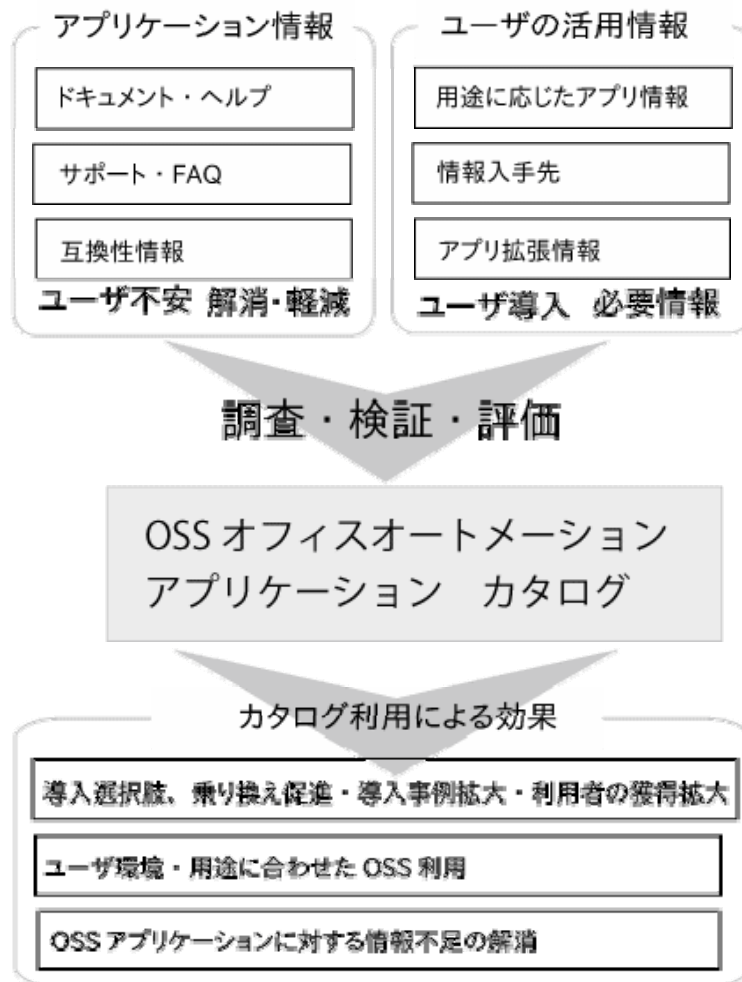 アプリケーション情報
ドキュメント・ヘルプ
サポート・FAQ
互換性情報
ユーザ不安 解消・軽減
ユーザの活用情報
用途に応じたアプリ情報
情報入手先
アプリ拡張情報
ユーザ導入 必要情報
調査・検証・評価
OSS オフィスオートメーション
アプリケーション カタログ
カタログ利用による効果
導入選択肢、乗り換え促進・導入事例拡大・利用者の獲得拡大
ユーザ環境・用途に合わせた OSS 利用
OSS アプリケーションに対する情報不足の解消